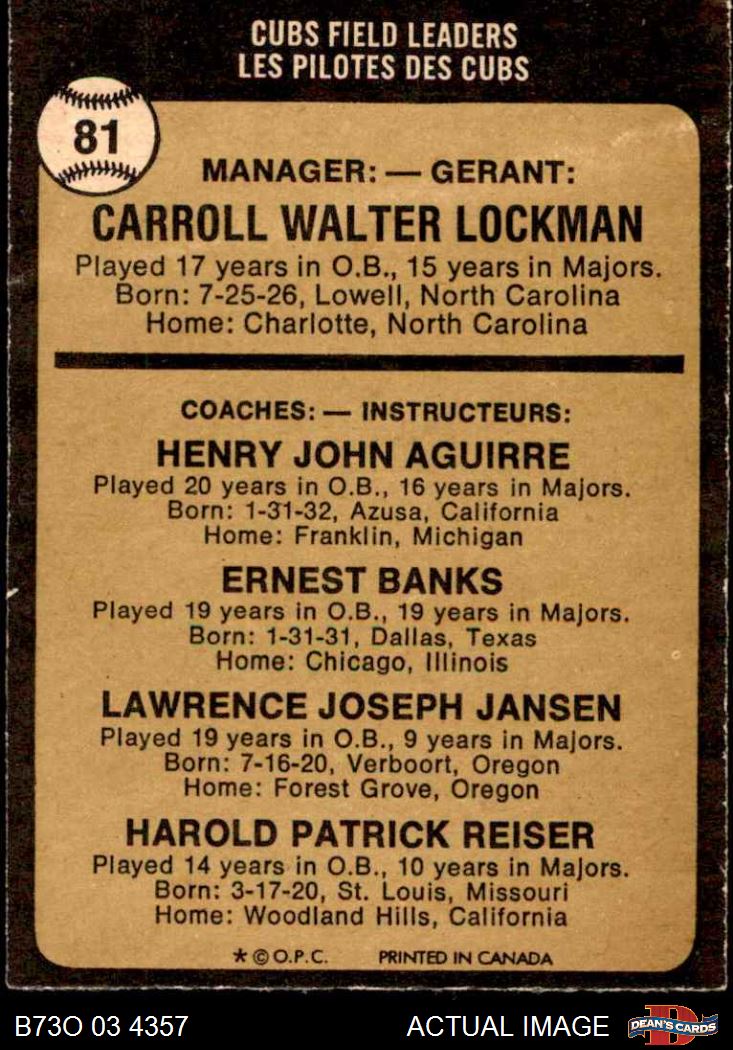 CUBS FIELD LEADERS
LES PILOTES DES CUBS
81
MANAGER: — GERANT:
CARROLL WALTER LOCKMAN
Played 17 years in O.B., 15 years in Majors.
Born: 7-25-26, Lowell, North Carolina
Home: Charlotte, North Carolina
COACHES: — INSTRUCTEURS:
HENRY JOHN AGUIRRE
Played 20 years in O.B., 16 years in Majors.
Born: 1-31-32, Azusa, California
Home: Franklin, Michigan
ERNEST BANKS
Played 19 years in O.B., 19 years in Majors.
Born: 1-31-31, Dallas, Texas
Home: Chicago, Illinois
LAWRENCE JOSEPH JANSEN
Played 19 years in O.B., 9 years in Majors.
Born: 7-16-20, Verboort, Oregon
Home: Forest Grove, Oregon
HAROLD PATRICK REISER
Played 14 years in O.B., 10 years in Majors.
Born: 3-17-20, St. Louis, Missouri
Home: Woodland Hills, California
* © O.P.C. PRINTED IN CANADA
B73O 03 4357 ACTUAL IMAGE D DEAN'S CARDS